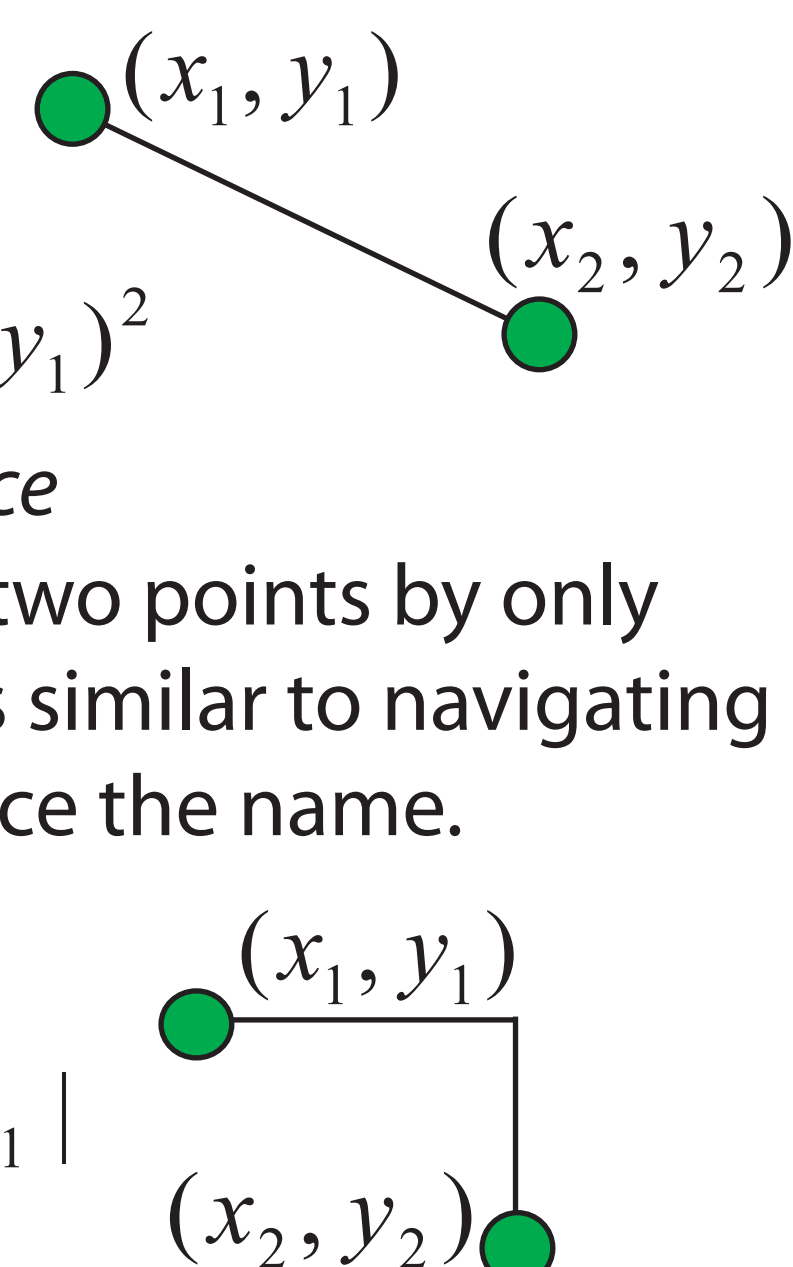 (x₁, y₁)
(x₂, y₂)
y₁)²
ce
two points by only
s similar to navigating
ce the name.
(x₁, y₁)
₁ |
(x₂, y₂)